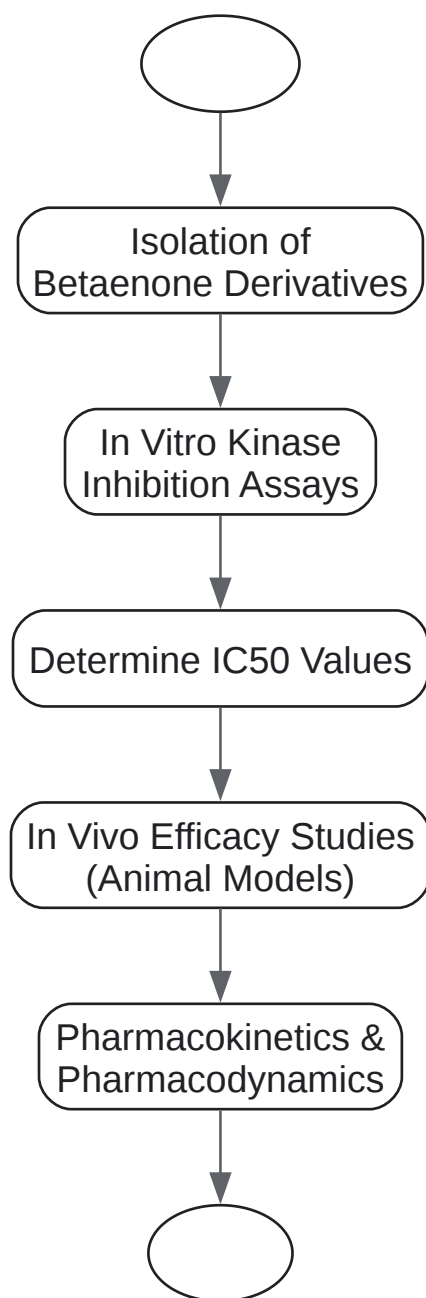 Isolation of
Betaenone Derivatives
In Vitro Kinase
Inhibition Assays
Determine IC50 Values
In Vivo Efficacy Studies
(Animal Models)
Pharmacokinetics &
Pharmacodynamics